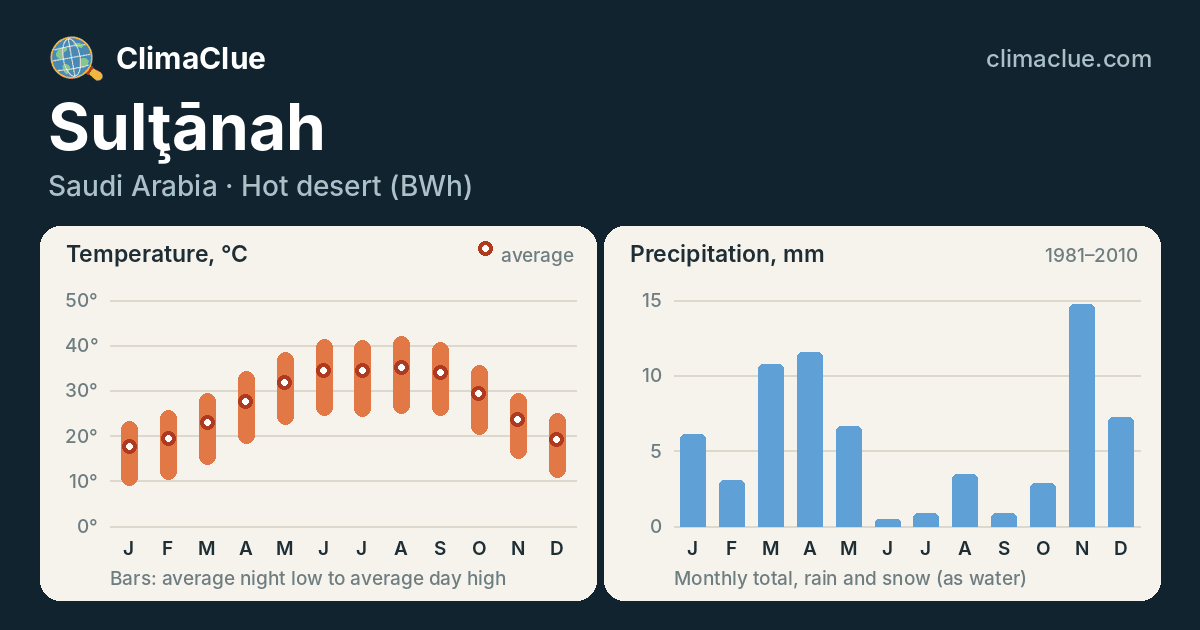 ClimaClue
climaclue.com
Sulţānah
Saudi Arabia · Hot desert (BWh)
Temperature, °C
average
50°
40°
30°
20°
10°
0°
J F M A M J J A S O N D
Bars: average night low to average day high
Precipitation, mm
1981–2010
15
10
5
0
J F M A M J J A S O N D
Monthly total, rain and snow (as water)